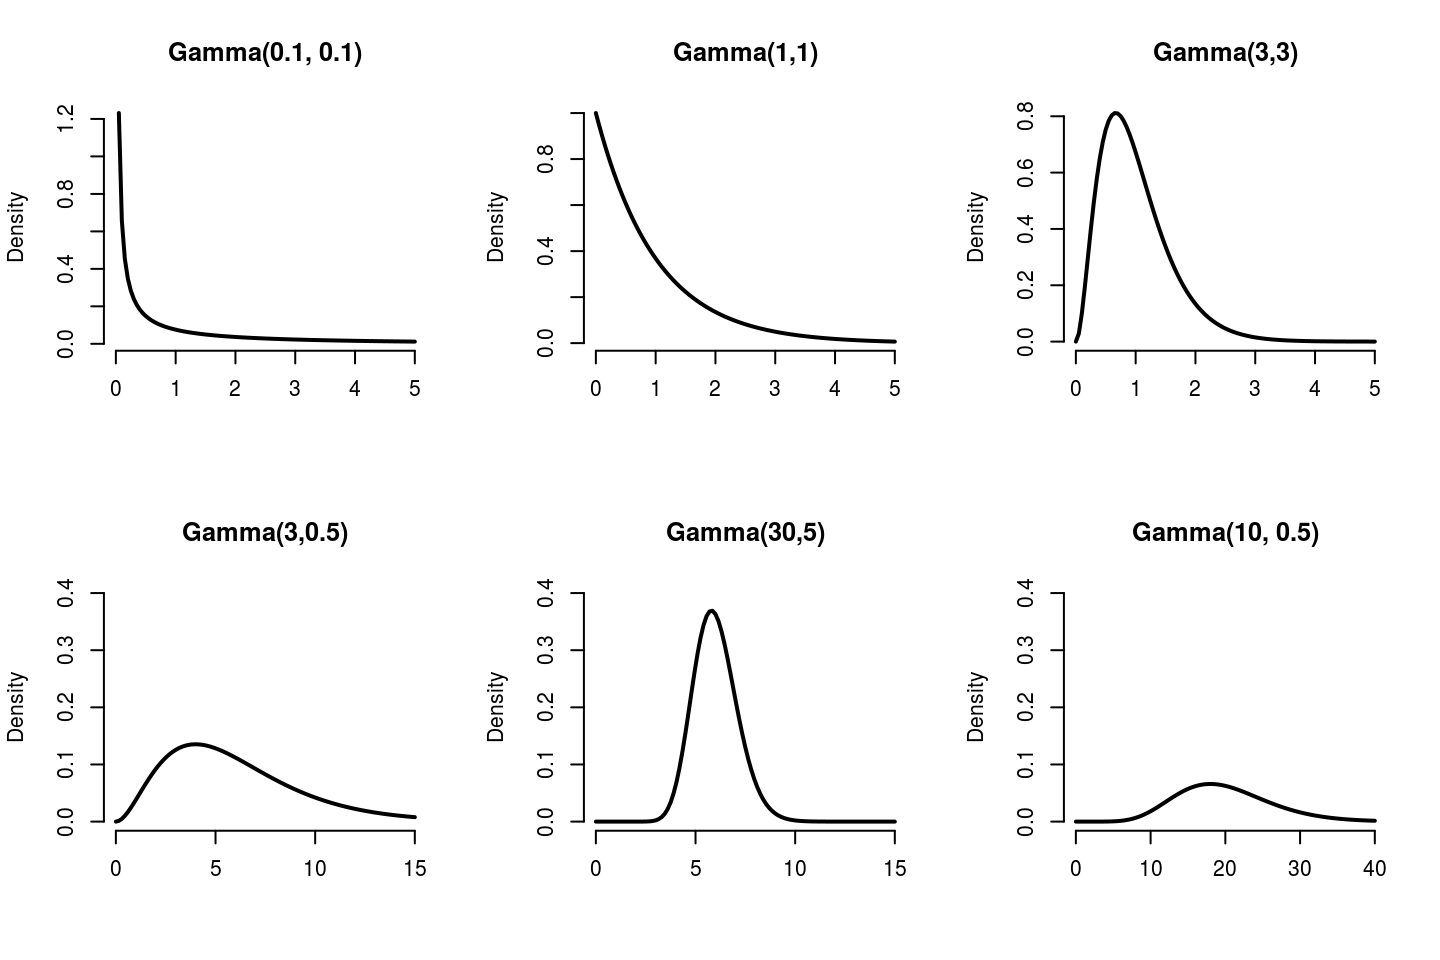 Gamma(0.1, 0.1)
Density
0.0 0.4 0.8 1.2
0 1 2 3 4 5
Gamma(1,1)
Density
0.0 0.4 0.8
0 1 2 3 4 5
Gamma(3,3)
Density
0.0 0.2 0.4 0.6 0.8
0 1 2 3 4 5
Gamma(3,0.5)
Density
0.0 0.1 0.2 0.3 0.4
0 5 10 15
Gamma(30,5)
Density
0.0 0.1 0.2 0.3 0.4
0 5 10 15
Gamma(10, 0.5)
Density
0.0 0.1 0.2 0.3 0.4
0 10 20 30 40